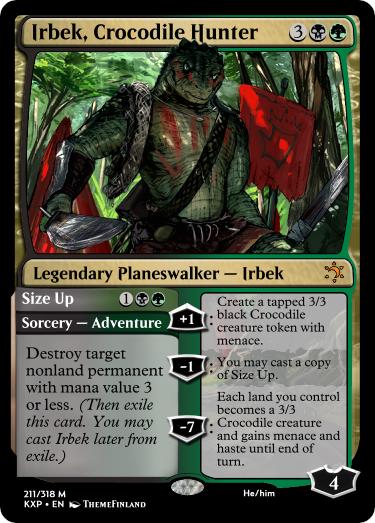 Irbek, Crocodile Hunter 3
Legendary Planeswalker — Irbek
Size Up 1
Sorcery — Adventure
Destroy target
nonland permanent
with mana value 3
or less. (Then exile
this card. You may
cast Irbek later from
exile.)
+1: Create a tapped 3/3
black Crocodile
creature token with
menace.
-1: You may cast a copy
of Size Up.
-7: Each land you control
becomes a 3/3
Crocodile creature
and gains menace and
haste until end of
turn.
4
211/318 M
KXP • EN ThemeFinland
He/him